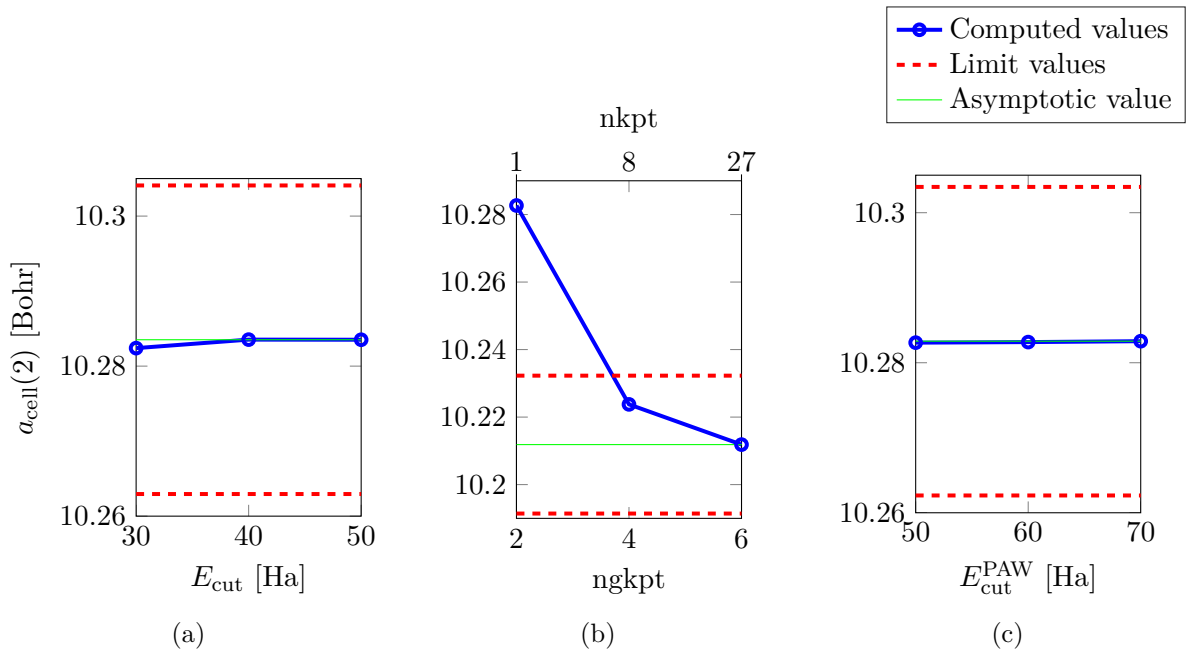 Computed values
Limit values
Asymptotic value
a_cell(2) [Bohr]
10.3
10.28
10.26
30 40 50
E_cut [Ha]
(a)
nkpt
1 8 27
10.28
10.26
10.24
10.22
10.2
2 4 6
ngkpt
(b)
10.3
10.28
10.26
50 60 70
E_cut^PAW [Ha]
(c)